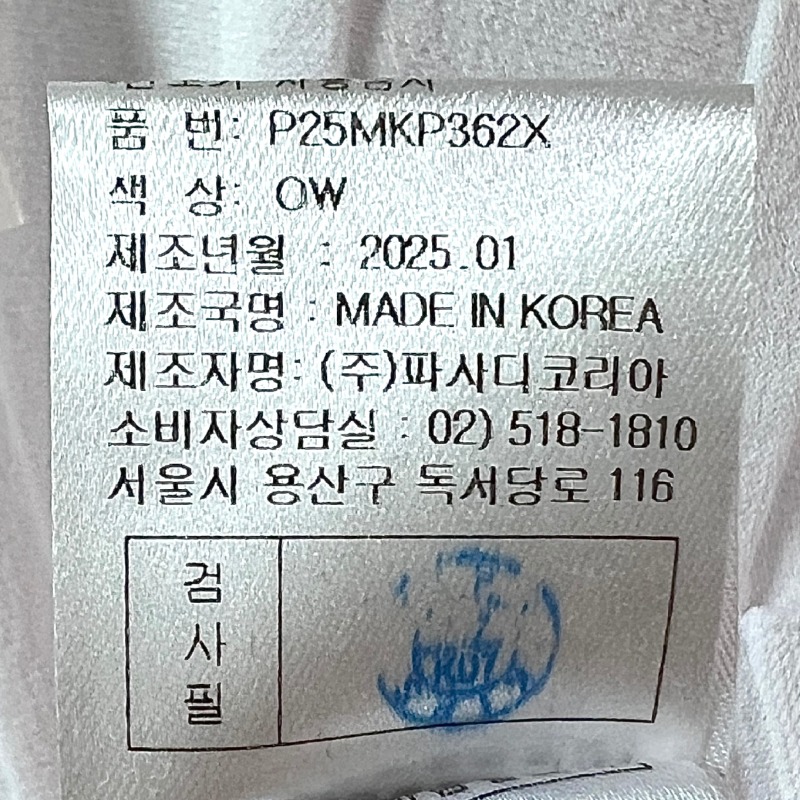 품 번: P25MKP362X
색 상: OW
제조년월 : 2025.01
제조국명 : MADE IN KOREA
제조자명: (주)파사디코리아
소비자상담실 : 02) 518-1810
서울시 용산구 독서당로 116
검
사
필